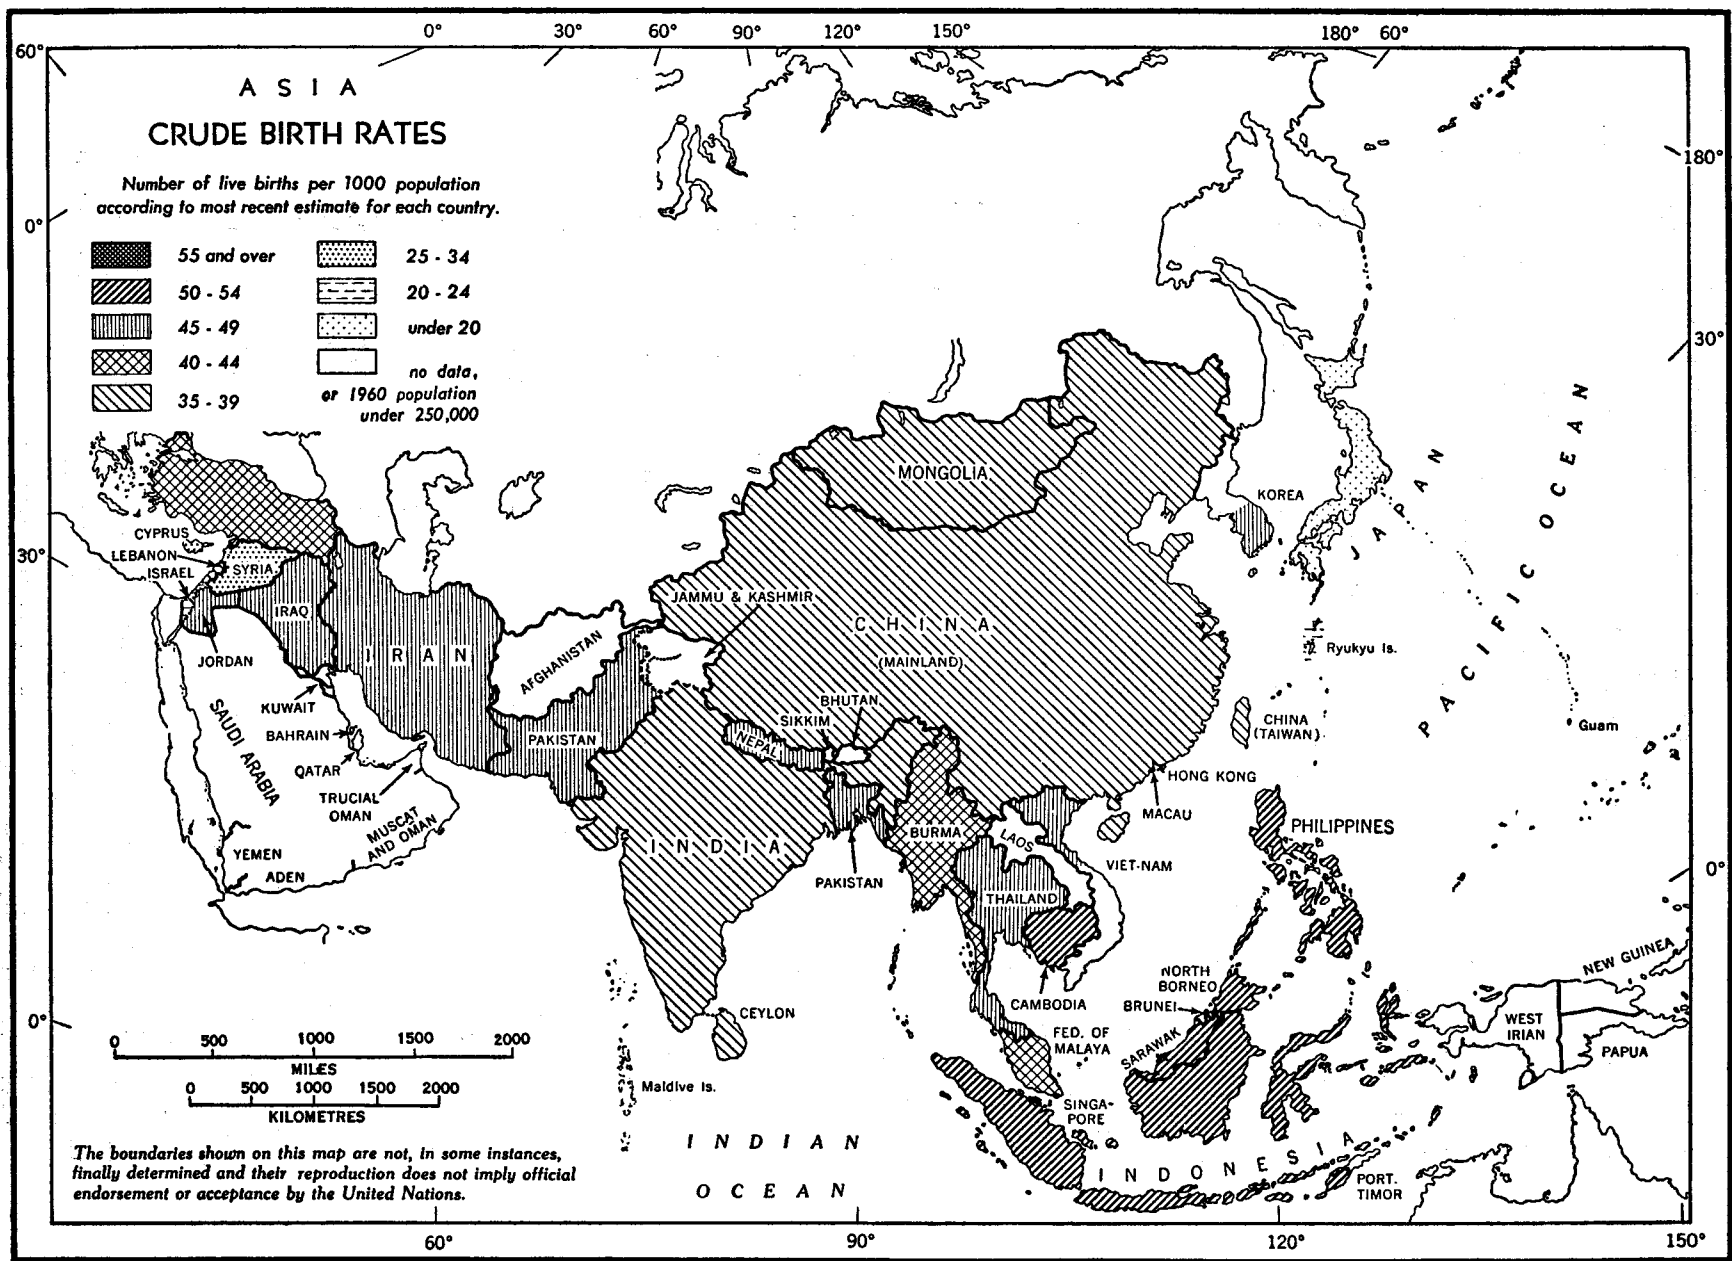 0° 30° 60° 90° 120° 150° 180° 60°
60°
ASIA
CRUDE BIRTH RATES
Number of live births per 1000 population
according to most recent estimate for each country.
55 and over
50 - 54
45 - 49
40 - 44
35 - 39
25 - 34
20 - 24
under 20
no data,
or 1960 population
under 250,000
180°
0°
30°
30°
0°
0°
MONGOLIA
KOREA
JAPAN
PACIFIC OCEAN
CYPRUS
LEBANON
ISRAEL
SYRIA
IRAQ
JORDAN
IRAN
AFGHANISTAN
JAMMU & KASHMIR
CHINA
(MAINLAND)
Ryukyu Is.
KUWAIT
SAUDI ARABIA
BAHRAIN
QATAR
TRUCIAL
OMAN
MUSCAT
AND OMAN
YEMEN
ADEN
PAKISTAN
NEPAL
SIKKIM
BHUTAN
CHINA
(TAIWAN)
Guam
HONG KONG
MACAU
INDIA
BURMA
LAOS
PAKISTAN
VIET-NAM
THAILAND
PHILIPPINES
CAMBODIA
CEYLON
FED. OF
MALAYA
NORTH
BORNEO
BRUNEI
SARAWAK
NEW GUINEA
WEST
IRIAN
PAPUA
Maldive Is.
SINGA-
PORE
INDONESIA
PORT.
TIMOR
INDIAN
OCEAN
0 500 1000 1500 2000
MILES
0 500 1000 1500 2000
KILOMETRES
The boundaries shown on this map are not, in some instances,
finally determined and their reproduction does not imply official
endorsement or acceptance by the United Nations.
60° 90° 120° 150°